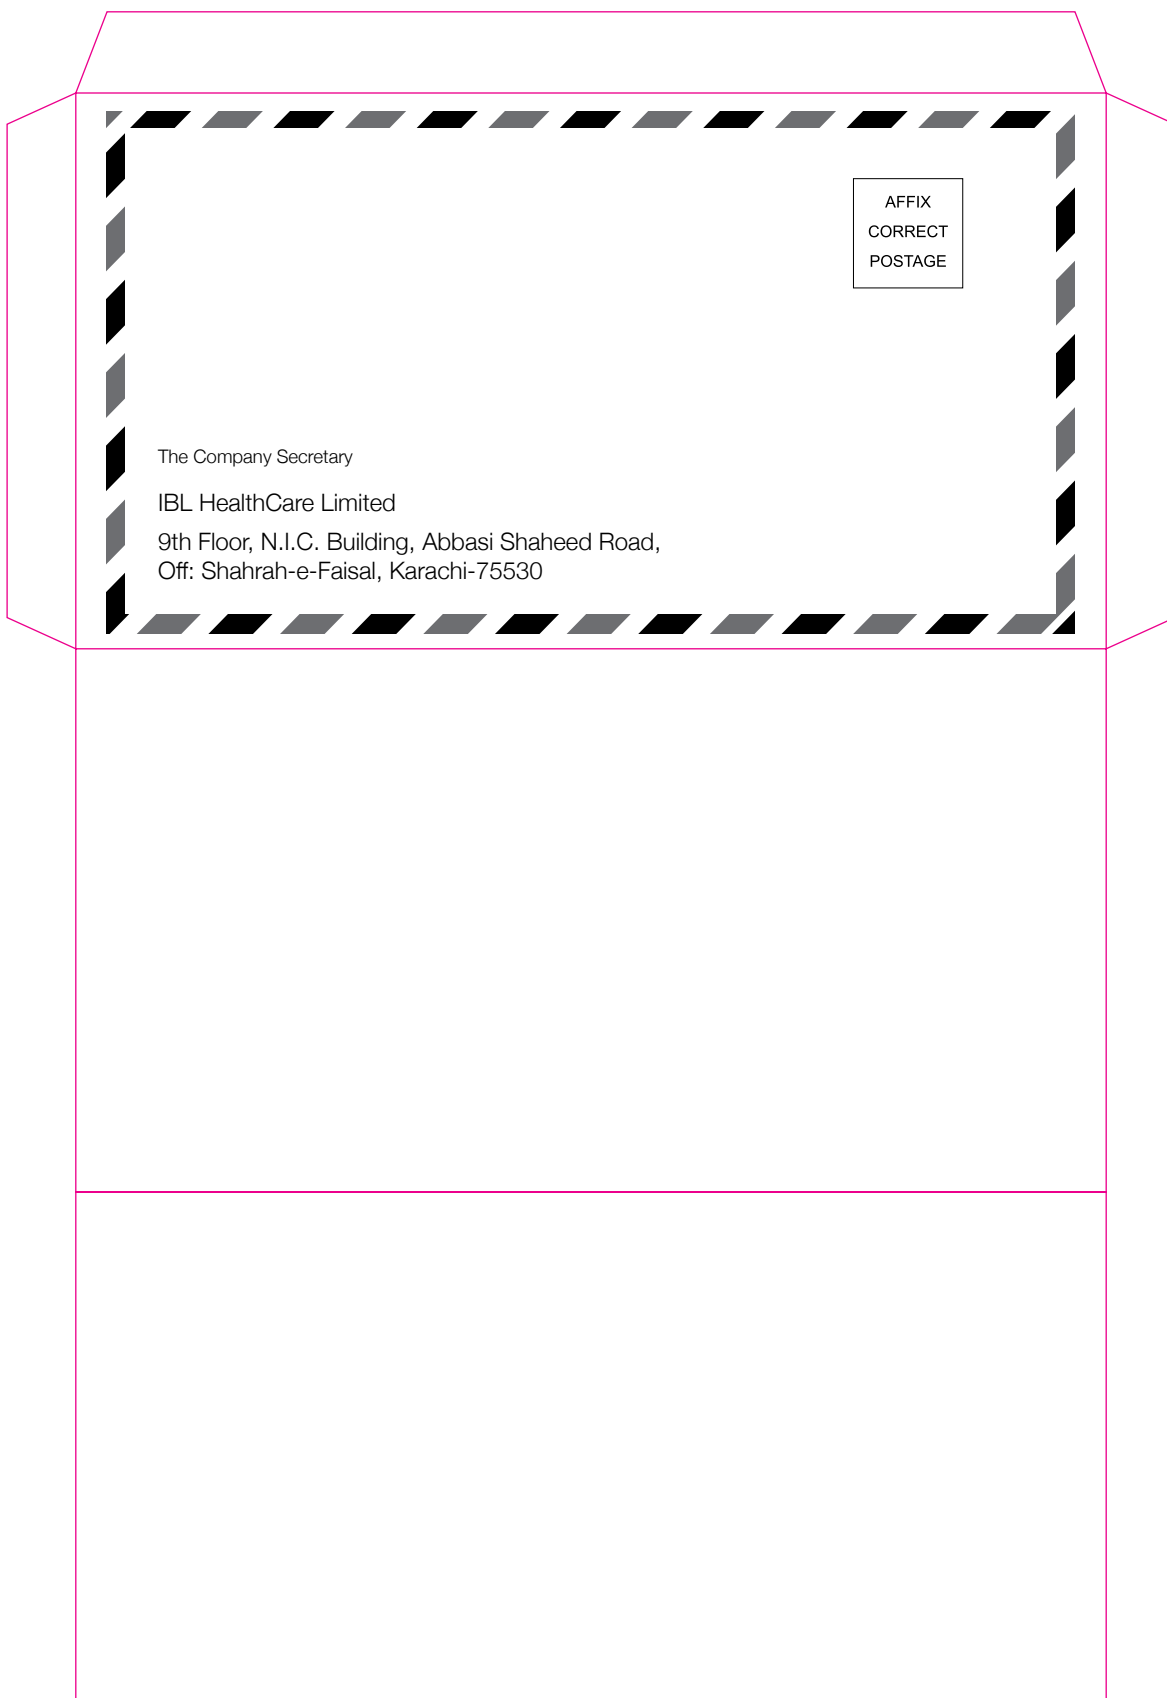 AFFIX
CORRECT
POSTAGE
The Company Secretary
IBL HealthCare Limited
9th Floor, N.I.C. Building, Abbasi Shaheed Road,
Off: Shahrah-e-Faisal, Karachi-75530